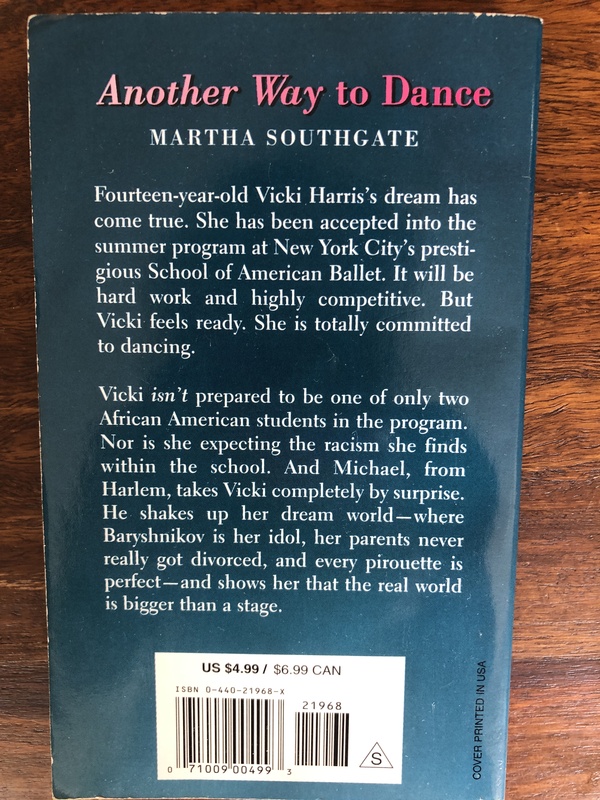 Another Way to Dance
MARTHA SOUTHGATE
Fourteen-year-old Vicki Harris's dream has
come true. She has been accepted into the
summer program at New York City's presti-
gious School of American Ballet. It will be
hard work and highly competitive. But
Vicki feels ready. She is totally committed
to dancing.
Vicki isn't prepared to be one of only two
African American students in the program.
Nor is she expecting the racism she finds
within the school. And Michael, from
Harlem, takes Vicki completely by surprise.
He shakes up her dream world—where
Baryshnikov is her idol, her parents never
really got divorced, and every pirouette is
perfect—and shows her that the real world
is bigger than a stage.
US $4.99 / $6.99 CAN
ISBN 0-440-21968-X
21968
0 71009 00499 3
S
COVER PRINTED IN USA